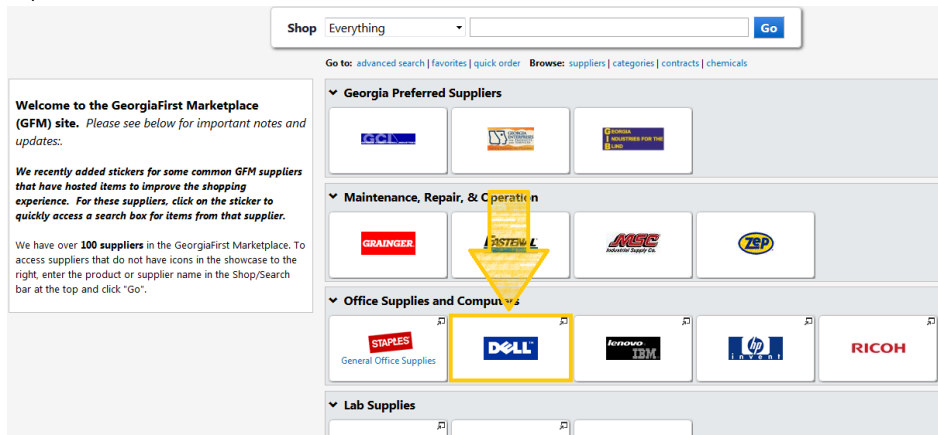 Shop Everything Go
Go to: advanced search | favorites | quick order Browse: suppliers | categories | contracts | chemicals
Welcome to the GeorgiaFirst Marketplace
(GFM) site. Please see below for important notes and
updates:.
We recently added stickers for some common GFM suppliers
that have hosted items to improve the shopping
experience. For these suppliers, click on the sticker to
quickly access a search box for items from that supplier.
We have over 100 suppliers in the GeorgiaFirst Marketplace. To
access suppliers that do not have icons in the showcase to the
right, enter the product or supplier name in the Shop/Search
bar at the top and click "Go".
Georgia Preferred Suppliers
GCI
GEORGIA
ENTERPRISES
GEORGIA
INDUSTRIES FOR THE
BLIND
Maintenance, Repair, & Operation
GRAINGER
FASTENAL
MSC
Industrial Supply Co.
ZEP
Office Supplies and Computers
STAPLES
General Office Supplies
DELL
lenovo
IBM
hp
invent
RICOH
Lab Supplies